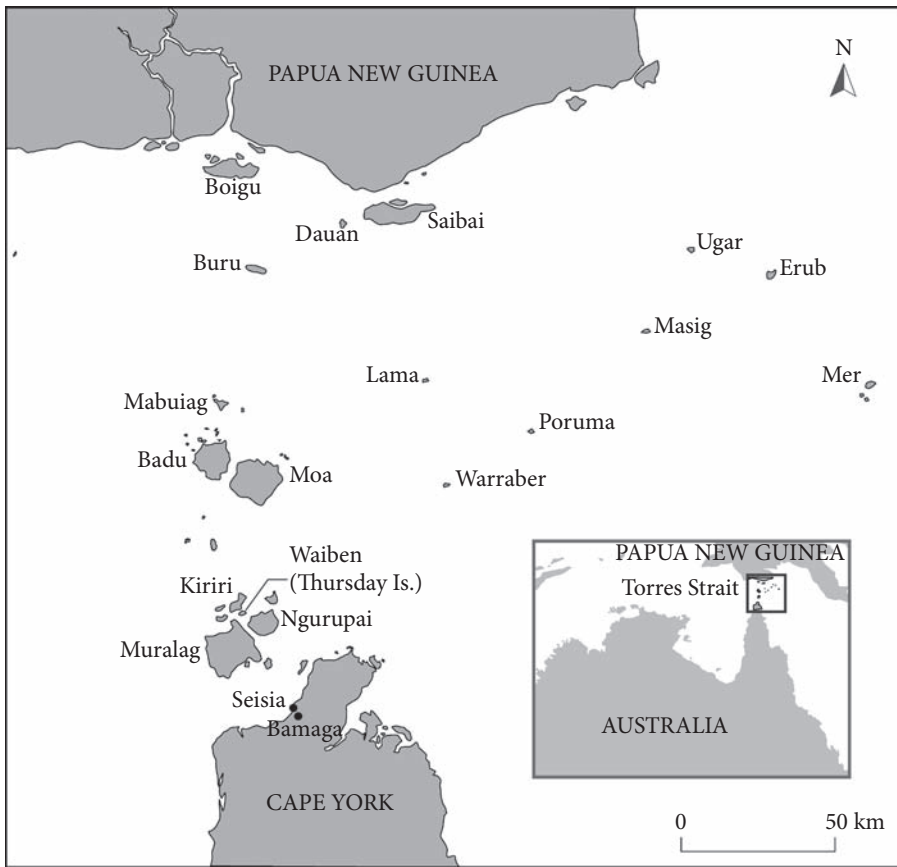 PAPUA NEW GUINEA
N
Boigu
Dauan
Saibai
Buru
Ugar
Erub
Masig
Lama
Mer
Mabuiag
Poruma
Badu
Moa
Warraber
Waiben
(Thursday Is.)
Kiriri
Ngurupai
Muralag
Seisia
Bamaga
CAPE YORK
PAPUA NEW GUINEA
Torres Strait
AUSTRALIA
0 50 km